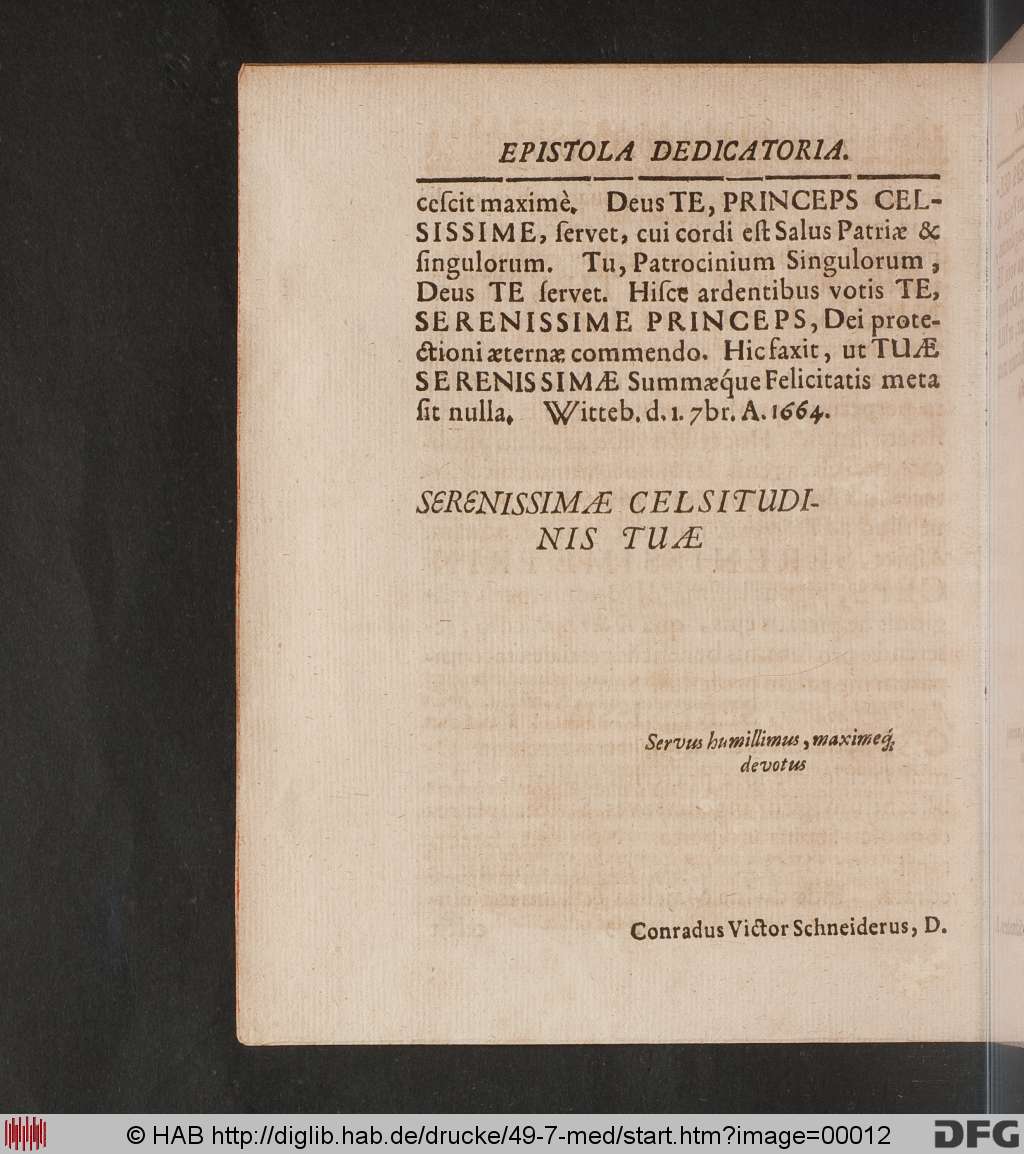 EPISTOLA DEDICATORIA.
ceſcit maximè. Deus TE, PRINCEPS CEL-
SISSIME, ſervet, cui cordi eſt Salus Patriæ &
ſingulorum. Tu, Patrocinium Singulorum,
Deus TE ſervet. Hiſce ardentibus votis TE,
SERENISSIME PRINCEPS, Dei prote-
ctioni æternæ commendo. Hic faxit, ut TUÆ
SERENISSIMÆ Summæq́ue Felicitatis meta
ſit nulla. Witteb. d. 1. 7br. A. 1664.
SERENISSIMÆ CELSITUDI-
NIS TUÆ
Servus humillimus, maximeq́;
devotus
Conradus Victor Schneiderus, D.
© HAB http://diglib.hab.de/drucke/49-7-med/start.htm?image=00012
DFG